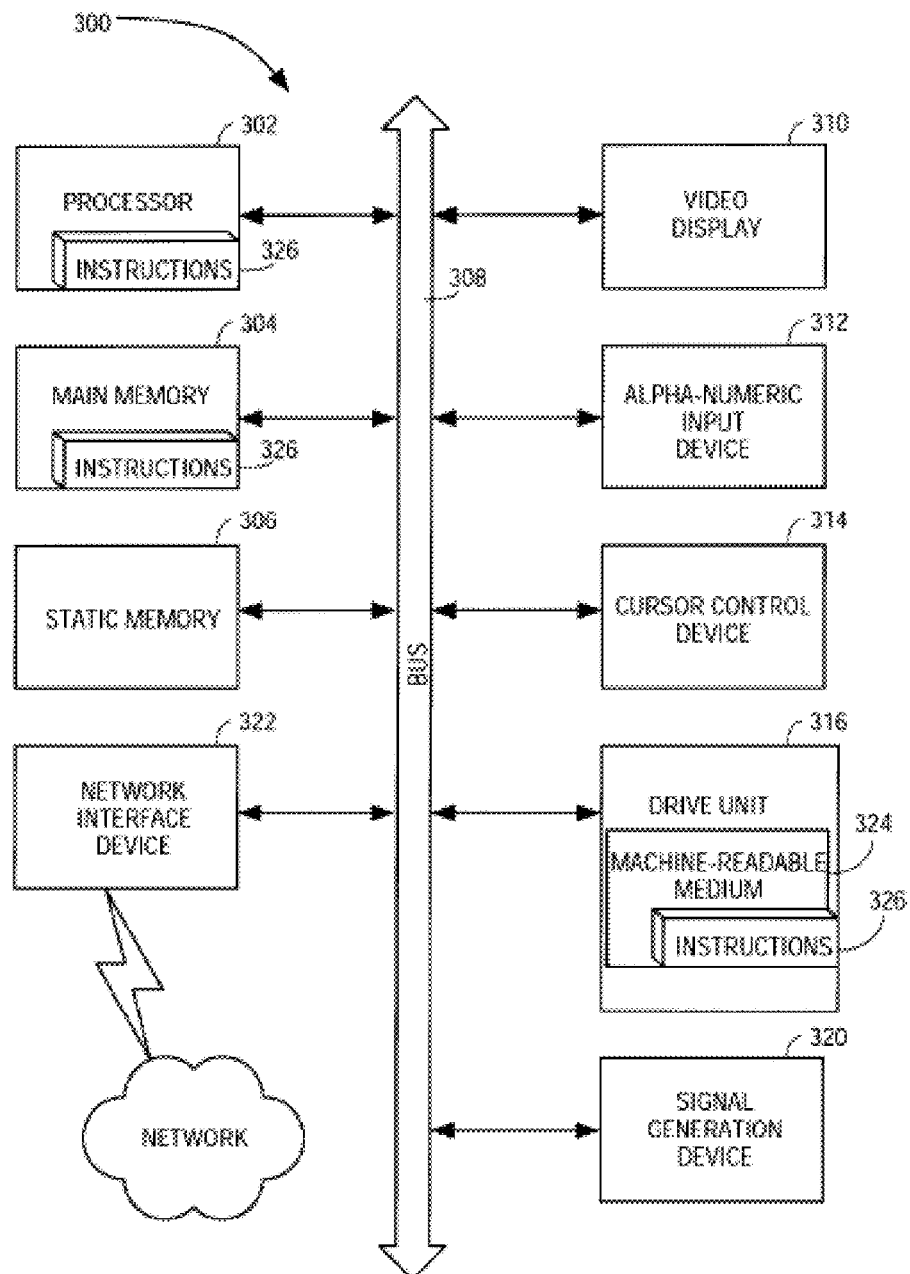 300
302
PROCESSOR
INSTRUCTIONS
326
304
MAIN MEMORY
INSTRUCTIONS
326
306
STATIC MEMORY
322
NETWORK
INTERFACE
DEVICE
NETWORK
308
BUS
310
VIDEO
DISPLAY
312
ALPHA-NUMERIC
INPUT
DEVICE
314
CURSOR CONTROL
DEVICE
316
DRIVE UNIT
324
MACHINE-READABLE
MEDIUM
326
INSTRUCTIONS
320
SIGNAL
GENERATION
DEVICE